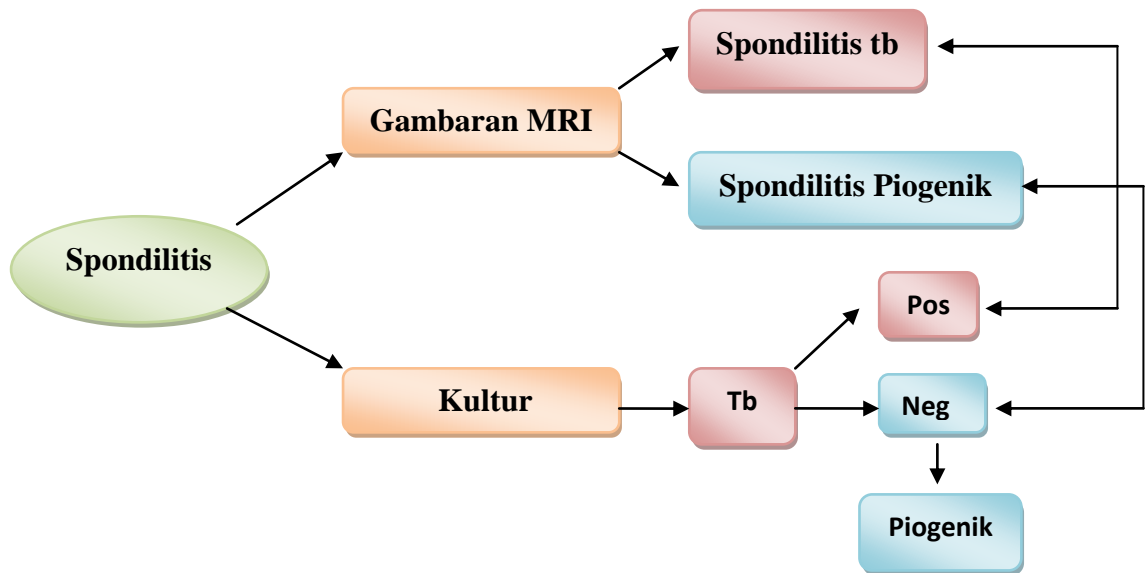 Spondilitis
Gambaran MRI
Spondilitis tb
Spondilitis Piogenik
Kultur
Tb
Pos
Neg
Piogenik